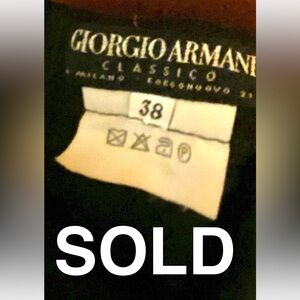 GIORGIO ARMANI
CLASSICO
MILANO - BORGONUOVO 21
38
P
SOLD